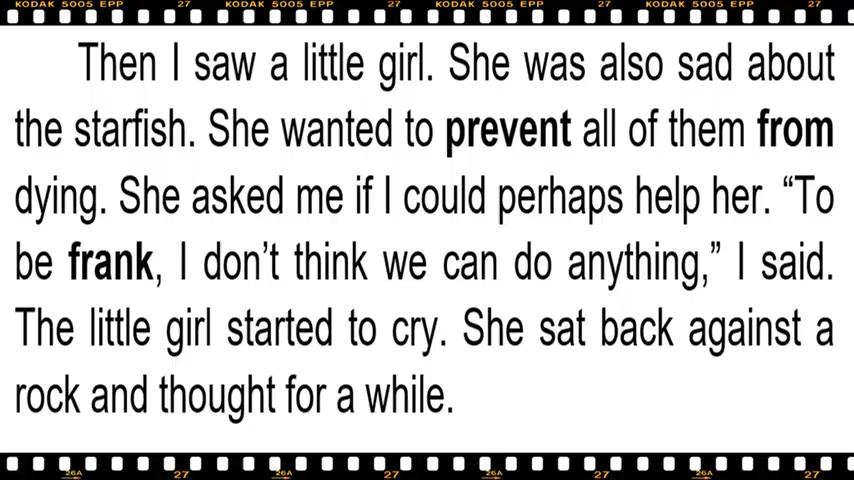 KODAK 5005 EPP 27 KODAK 5005 EPP 27 KODAK 5005 EPP 27 KODAK 5005 EPP 27
Then I saw a little girl. She was also sad about
the starfish. She wanted to prevent all of them from
dying. She asked me if I could perhaps help her. “To
be frank, I don’t think we can do anything,” I said.
The little girl started to cry. She sat back against a
rock and thought for a while.
26A 27 26A 27 26A 27 26A 27